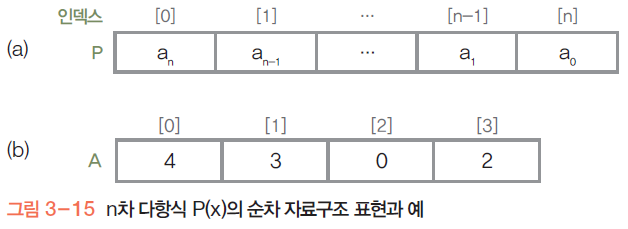 인덱스 [0] [1] … [n-1] [n]
(a) P aₙ aₙ₋₁ … a₁ a₀
[0] [1] [2] [3]
(b) A 4 3 0 2
그림 3-15 n차 다항식 P(x)의 순차 자료구조 표현과 예